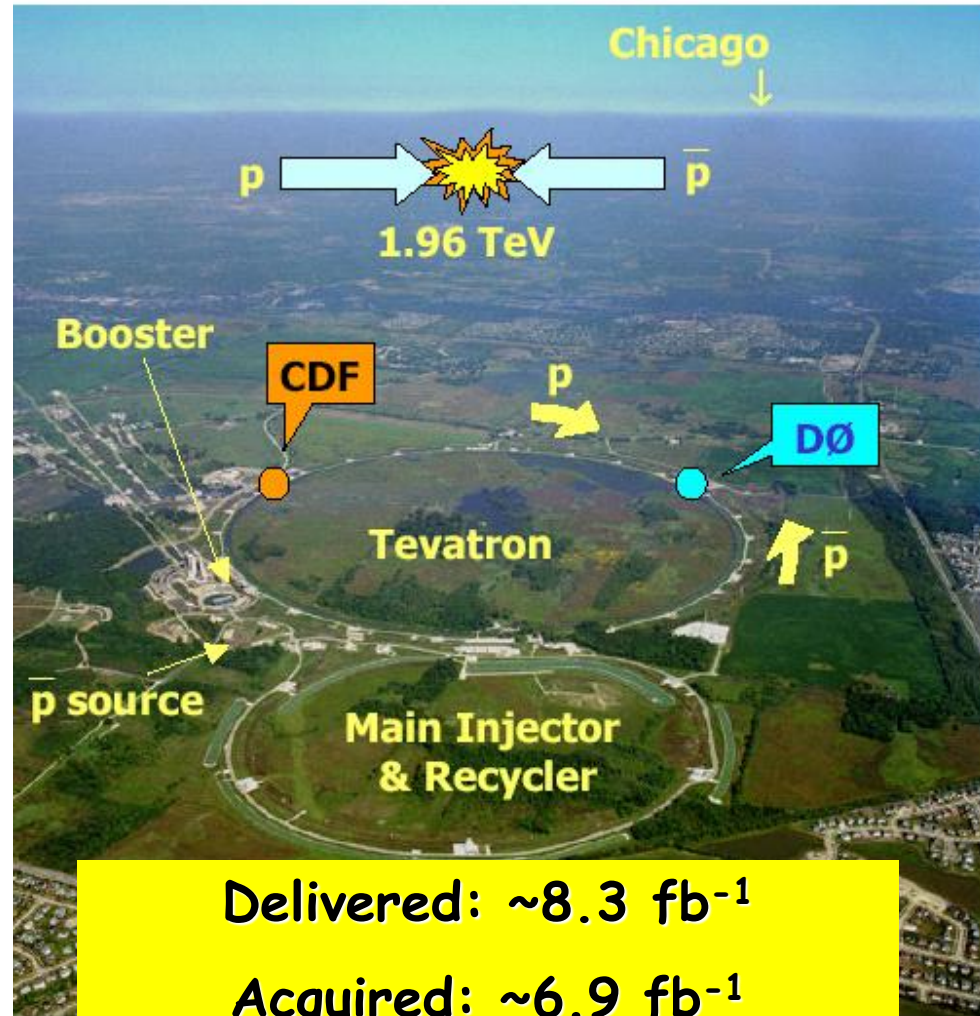 Chicago
↓
p p̅
1.96 TeV
Booster
CDF
p
DØ
Tevatron
p̅
p̅ source
Main Injector
& Recycler
Delivered: ~8.3 fb⁻¹
Acquired: ~6.9 fb⁻¹